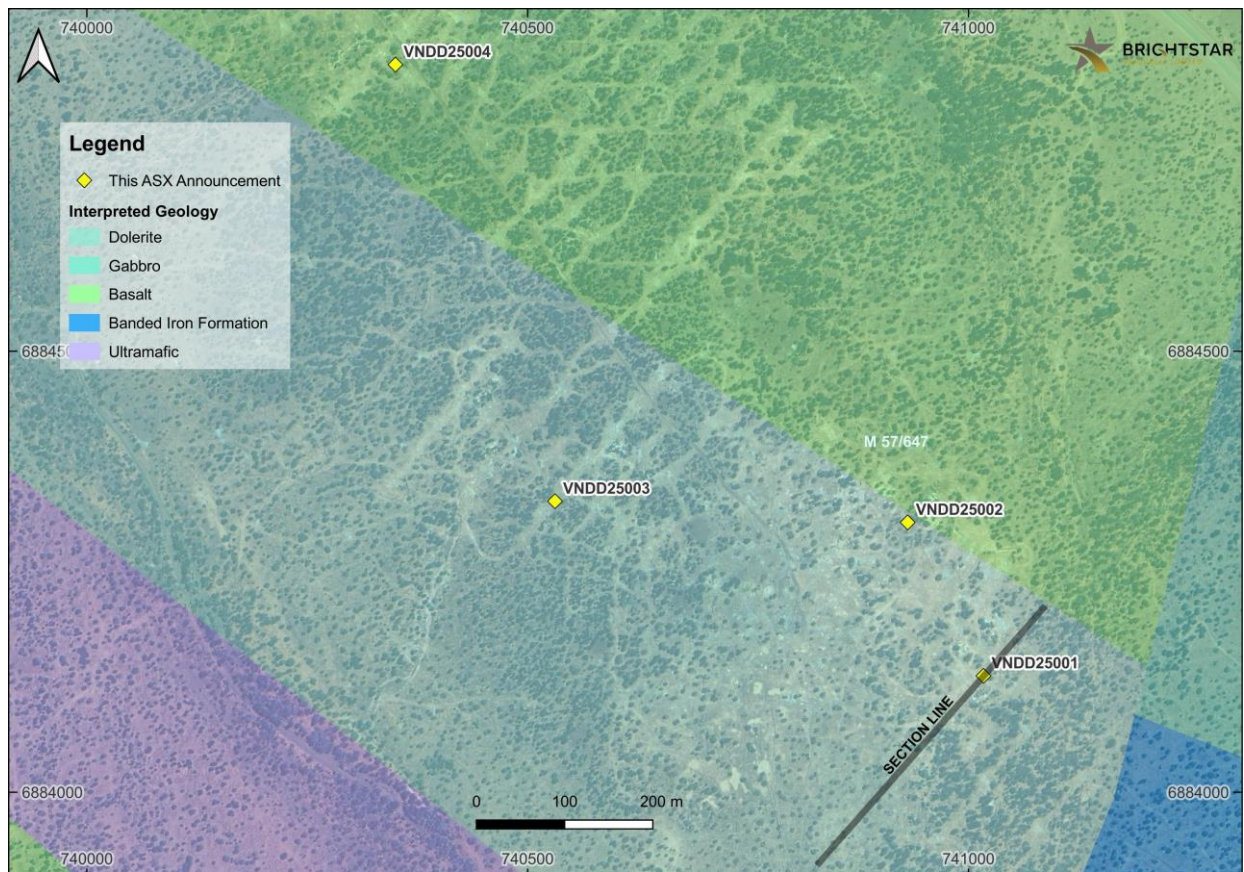 740000
740500
741000
VNDD25004
BRIGHTSTAR
Legend
This ASX Announcement
Interpreted Geology
Dolerite
Gabbro
Basalt
Banded Iron Formation
Ultramafic
6884500
M 57/647
VNDD25003
VNDD25002
VNDD25001
SECTION LINE
0 100 200 m
6884000
740000
740500
741000